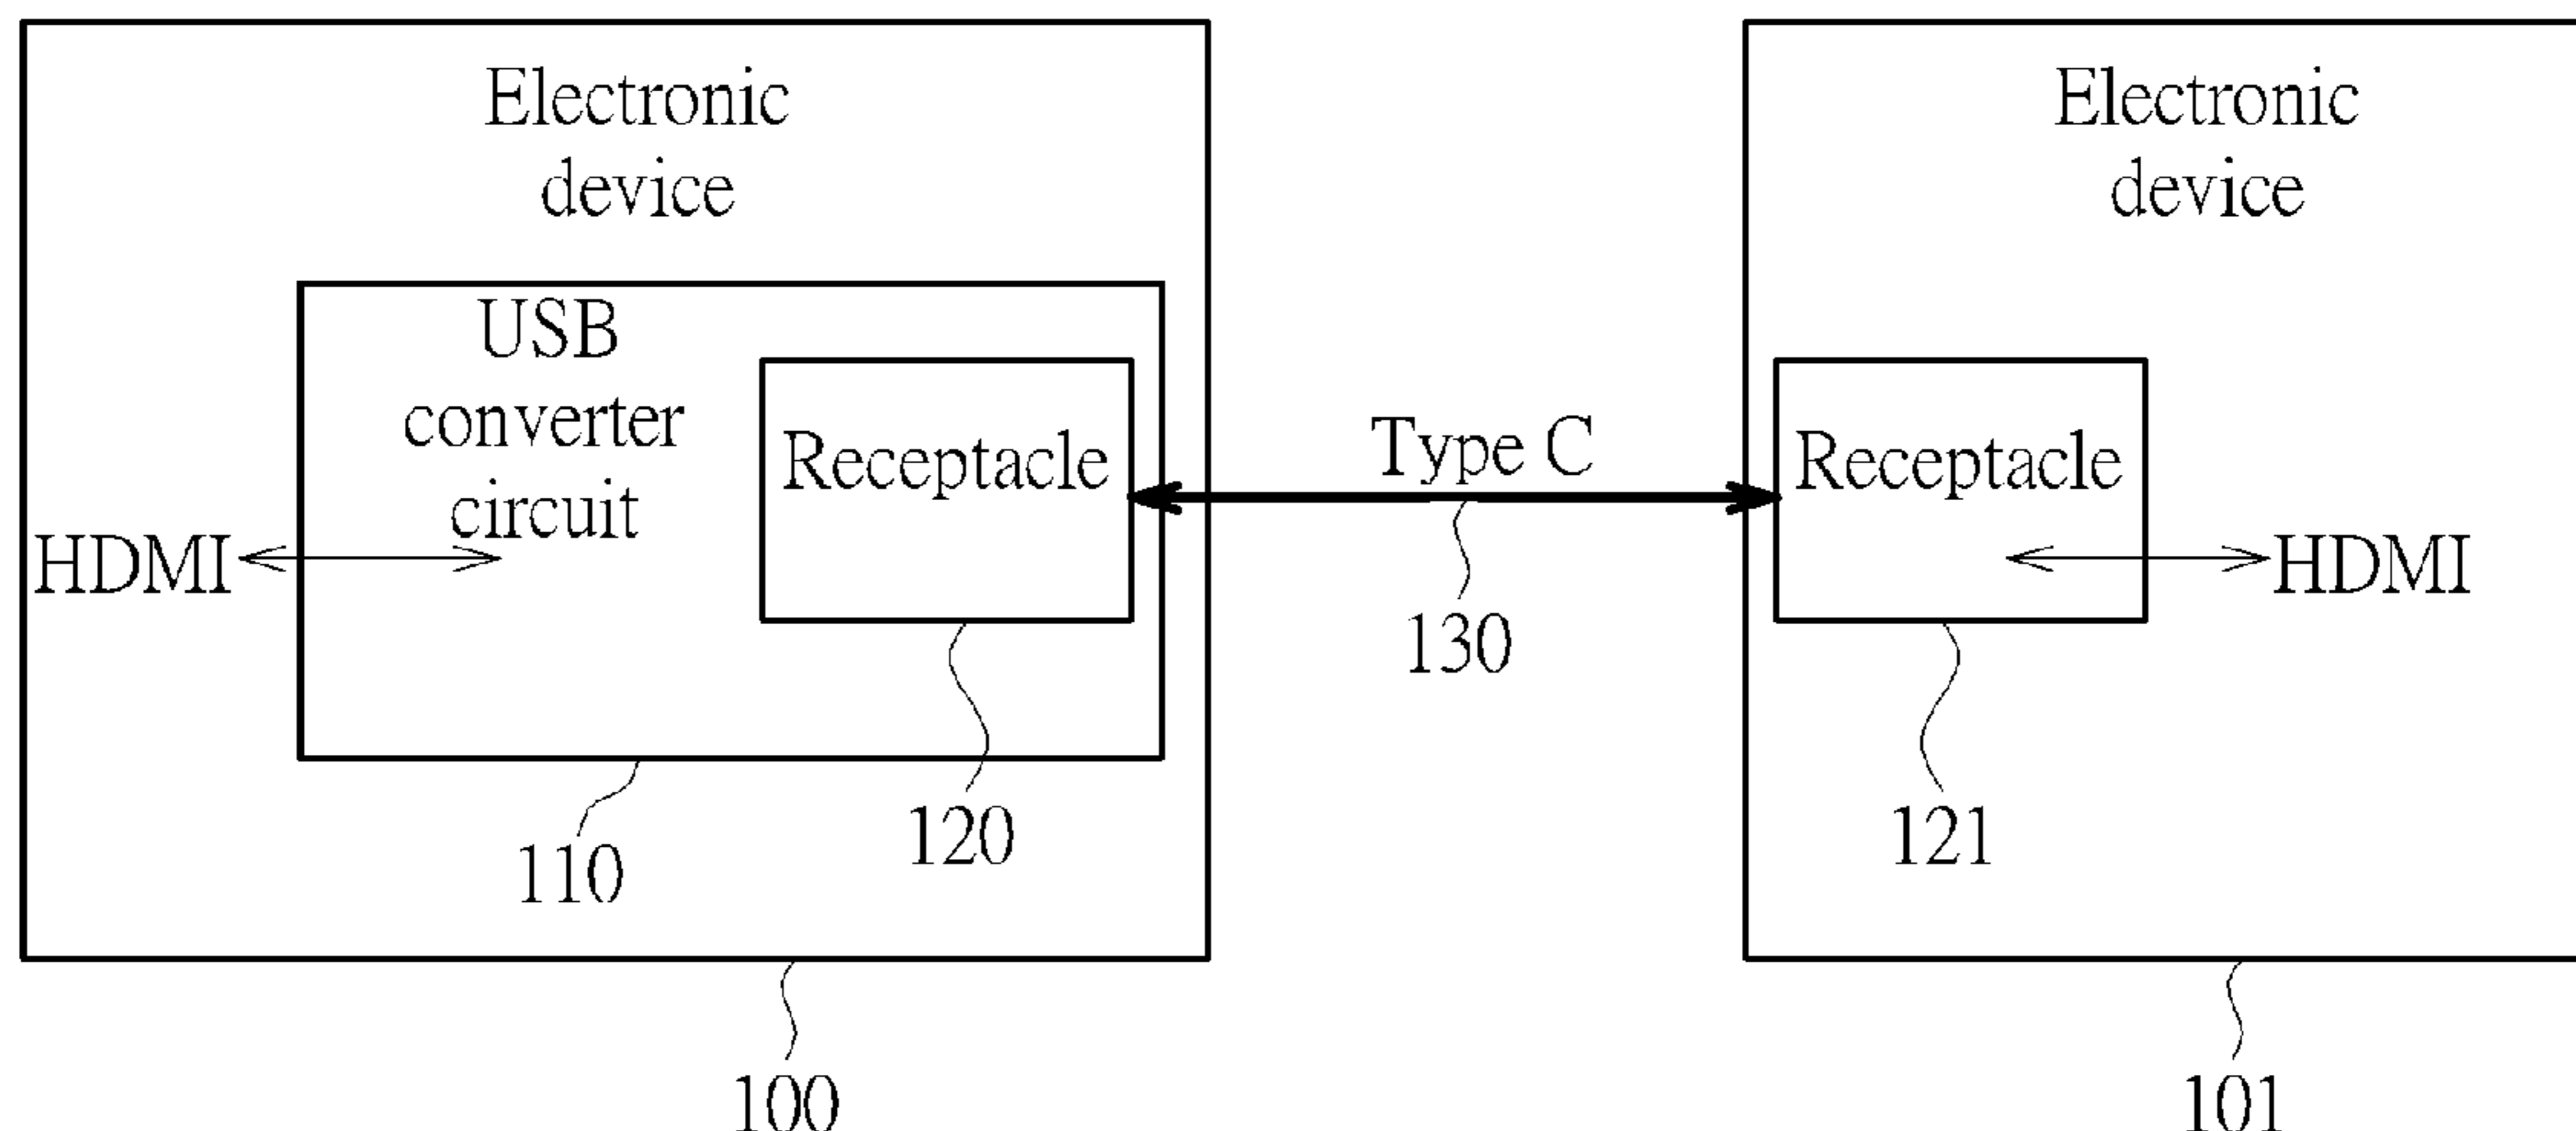 Electronic
device
USB
converter
circuit
HDMI
Receptacle
110
120
100
Type C
130
Electronic
device
Receptacle
HDMI
121
101